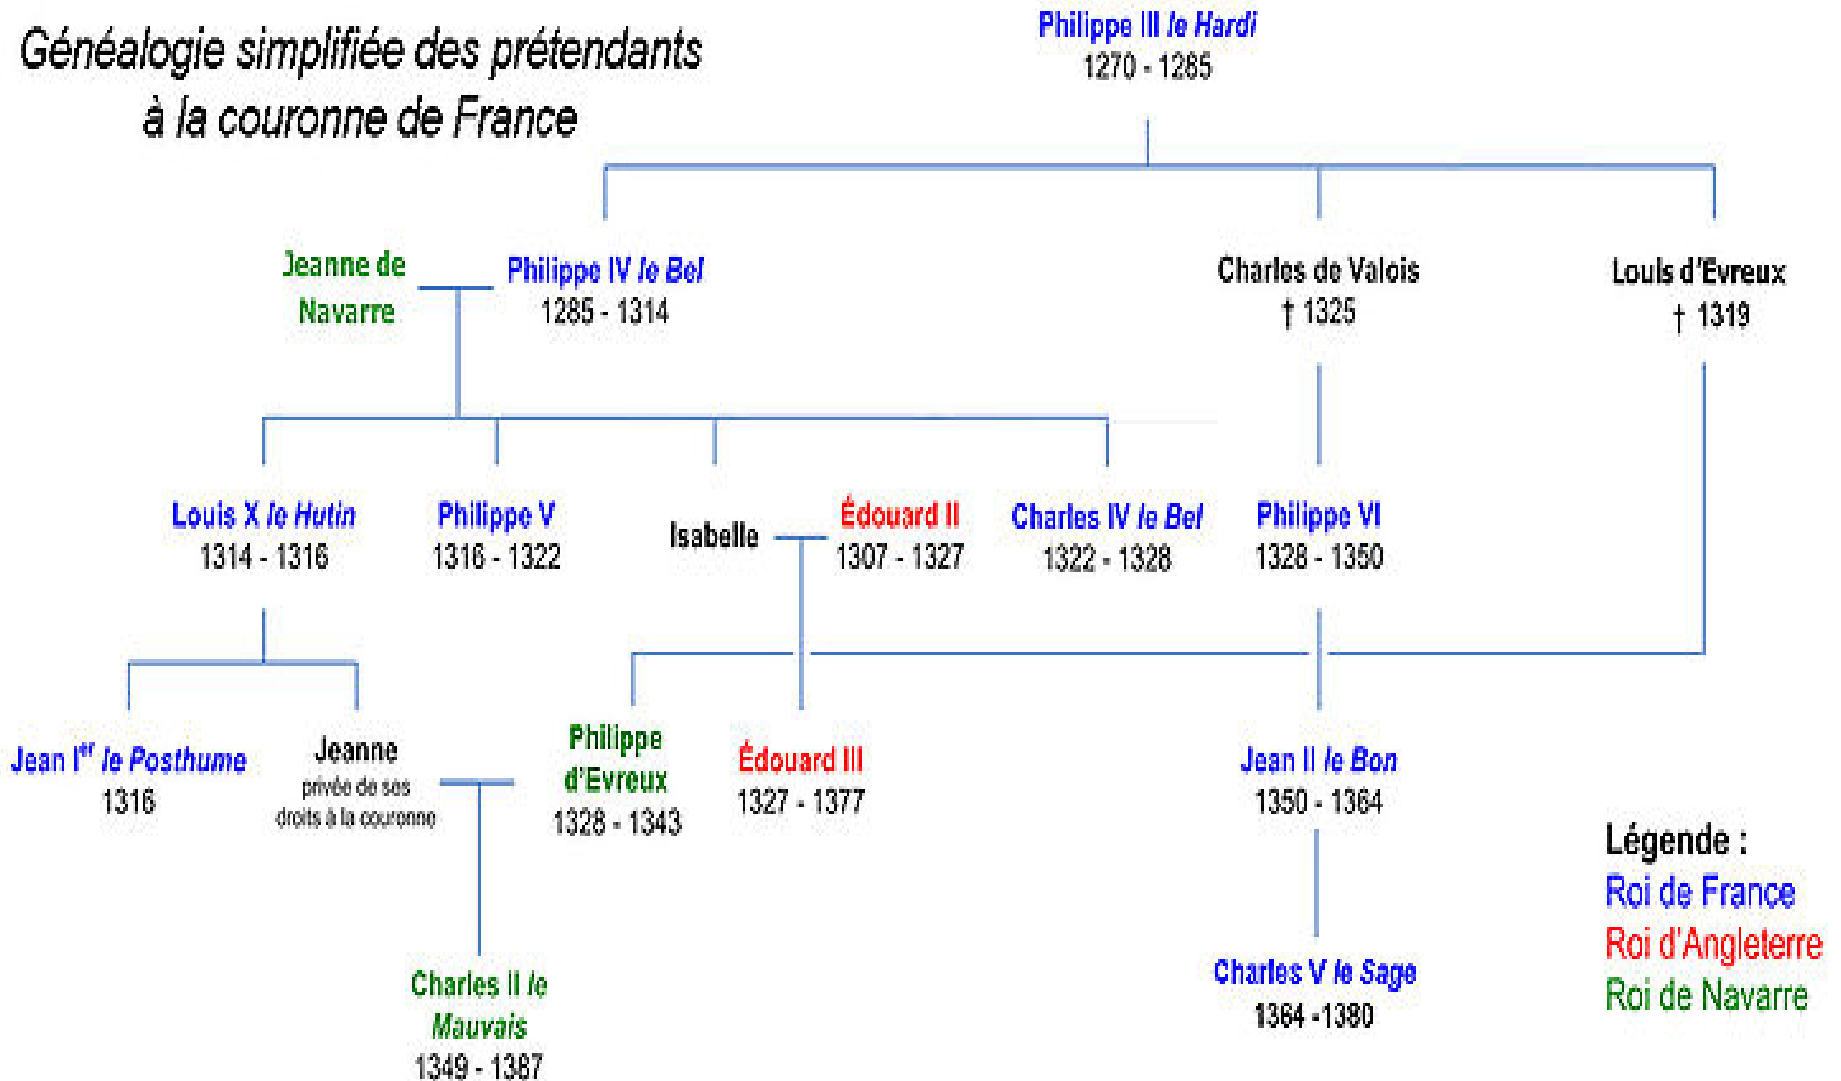 Généalogie simplifiée des prétendants
à la couronne de France
Philippe III le Hardi
1270 - 1285
Jeanne de
Navarre
Philippe IV le Bel
1285 - 1314
Charles de Valois
† 1325
Louis d'Evreux
† 1319
Louis X le Hutin
1314 - 1316
Philippe V
1316 - 1322
Isabelle
Édouard II
1307 - 1327
Charles IV le Bel
1322 - 1328
Philippe VI
1328 - 1350
Jean Ier le Posthume
1316
Jeanne
privée de ses
droits à la couronne
Philippe
d'Evreux
1328 - 1343
Édouard III
1327 - 1377
Jean II le Bon
1350 - 1364
Charles II le
Mauvais
1349 - 1387
Charles V le Sage
1364 -1380
Légende :
Roi de France
Roi d'Angleterre
Roi de Navarre